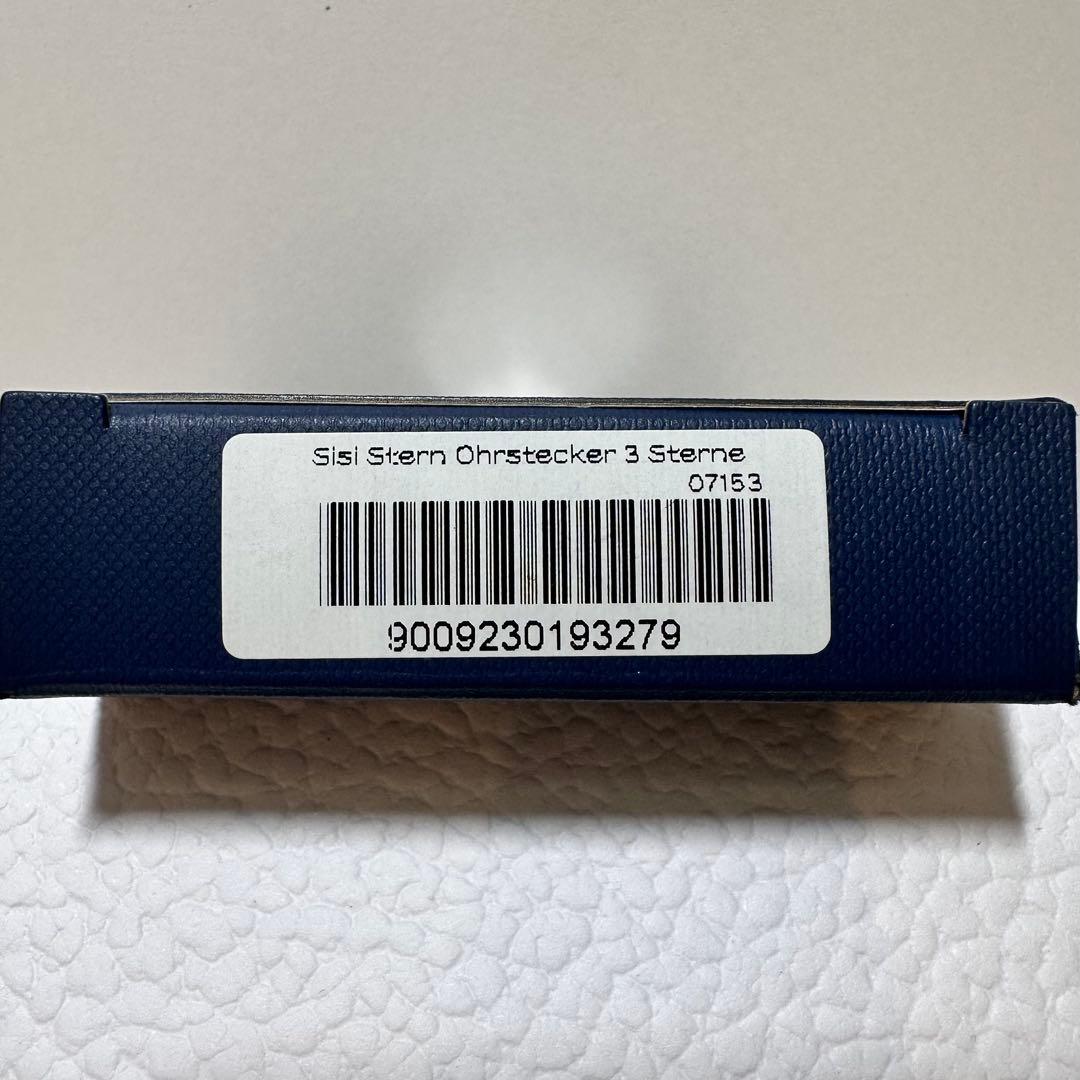 Sisi Stern Ohrstecker 3 Sterne
07153
9009230193279